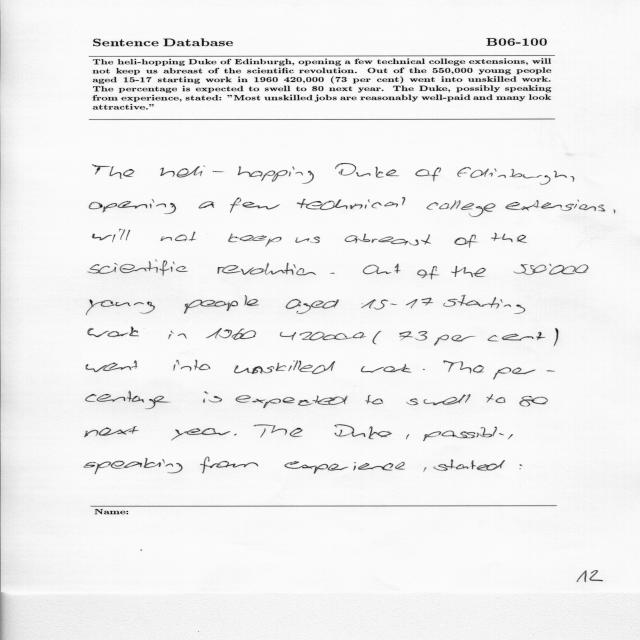 Sentence Database B06-100
The heli-hopping Duke of Edinburgh, opening a few technical college extensions, will
not keep us abreast of the scientific revolution. Out of the 550,000 young people
aged 15-17 starting work in 1960 420,000 (73 per cent) went into unskilled work.
The percentage is expected to swell to 80 next year. The Duke, possibly speaking
from experience, stated: "Most unskilled jobs are reasonably well-paid and many look
attractive."
The heli-hopping Duke of Edinburgh,
opening a few technical college extensions,
will not keep us abreast of the
scientific revolution. Out of the 550'000
young people aged 15-17 starting
work in 1960 420000 (73 per cent)
went into unskilled work. The per-
centage is expected to swell to 80
next year. The Duke, possibly,
speaking from experience, stated:
Name:
12